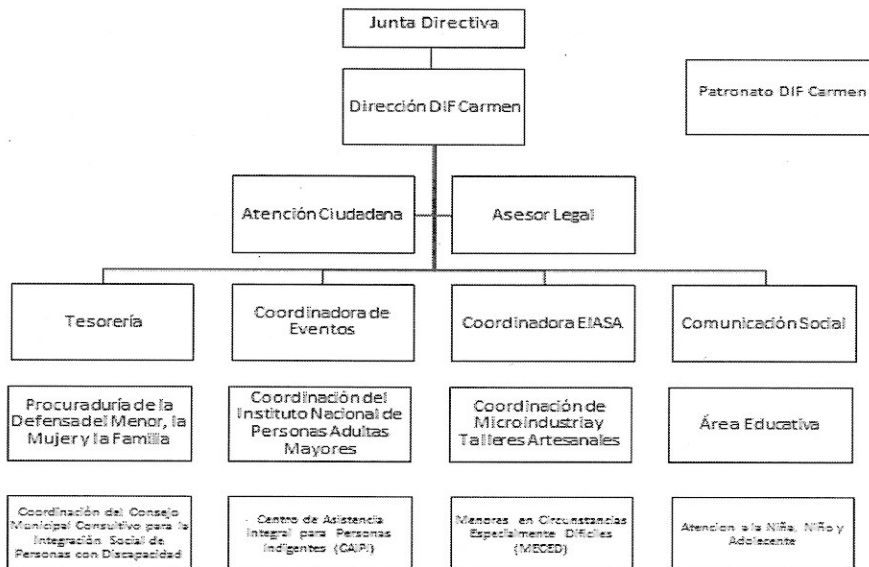 Junta Directiva
Dirección DIF Carmen
Patronato DIF Carmen
Atención Ciudadana
Asesor Legal
Tesorería
Coordinadora de
Eventos
Coordinadora EIASA
Comunicación Social
Procuraduría de la
Defensa del Menor, la
Mujer y la Familia
Coordinación del
Instituto Nacional de
Personas Adultas
Mayores
Coordinación de
Microindustria y
Talleres Artesanales
Área Educativa
Coordinación del Consejo
Municipal Consultivo para la
Integración Social de
Personas con Discapacidad
Centro de Asistencia
Integral para Personas
Indigentes (CAIPI)
Menores en Circunstancias
Especialmente Difíciles
(MECED)
Atencion a la Niña, Niño y
Adolecente